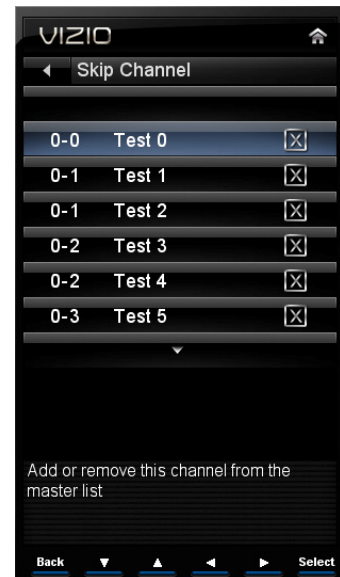 VIZIO
Skip Channel
0-0 Test 0 X
0-1 Test 1 X
0-1 Test 2 X
0-2 Test 3 X
0-2 Test 4 X
0-3 Test 5 X
Add or remove this channel from the
master list
Back Select